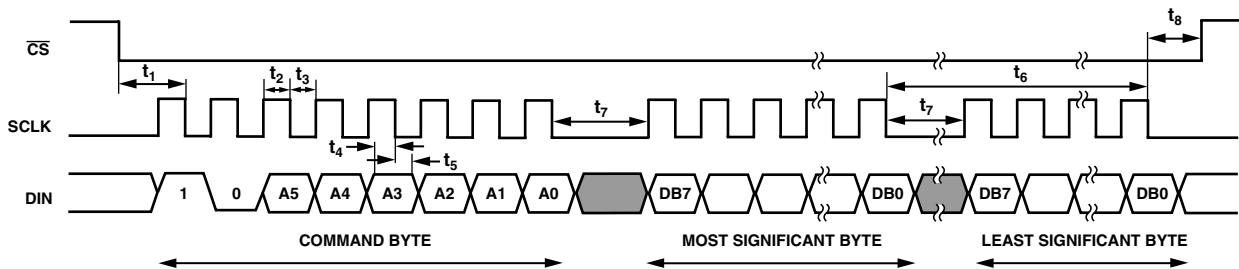 t8
CS
t1
t2
t3
t6
SCLK
t7
t7
t4
t5
DIN
1
0
A5
A4
A3
A2
A1
A0
DB7
DB0
DB7
DB0
COMMAND BYTE
MOST SIGNIFICANT BYTE
LEAST SIGNIFICANT BYTE